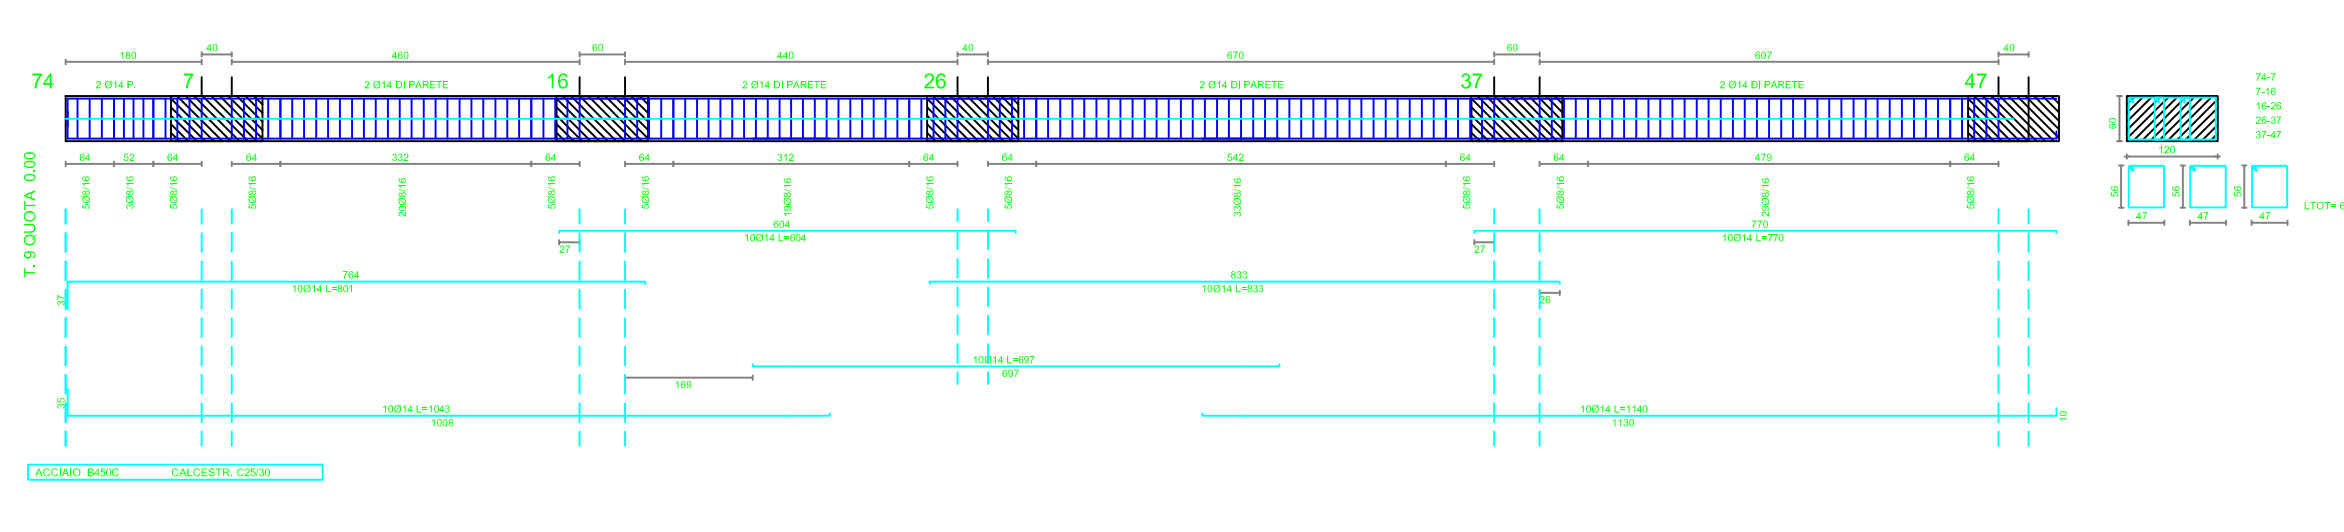 40 60 40 60 40
180 460 440 670 607
74 7 16 26 37 47
2 Ø14 P. 2 Ø14 DI PARETE 2 Ø14 DI PARETE 2 Ø14 DI PARETE 2 Ø14 DI PARETE
74-7
7-16
16-26
26-37
37-47
60
120
64 52 64 64 332 64 64 312 64 64 542 64 64 479 64
5Ø8/16 3Ø8/16 5Ø8/16 5Ø8/16 20Ø8/16 5Ø8/16 5Ø8/16 19Ø8/16 5Ø8/16 5Ø8/16 33Ø8/16 5Ø8/16 5Ø8/16 29Ø8/16 5Ø8/16
56 56 56
47 47 47
LTOT= 6
T. 9 QUOTA 0.00
604 770
10Ø14 L=604 10Ø14 L=770
27 27
764 833
10Ø14 L=801 10Ø14 L=833
37 26
10Ø14 L=697
697
169
35
10Ø14 L=1043 10Ø14 L=1140
1008 1130
10
ACCIAIO B450C CALCESTR. C25/30